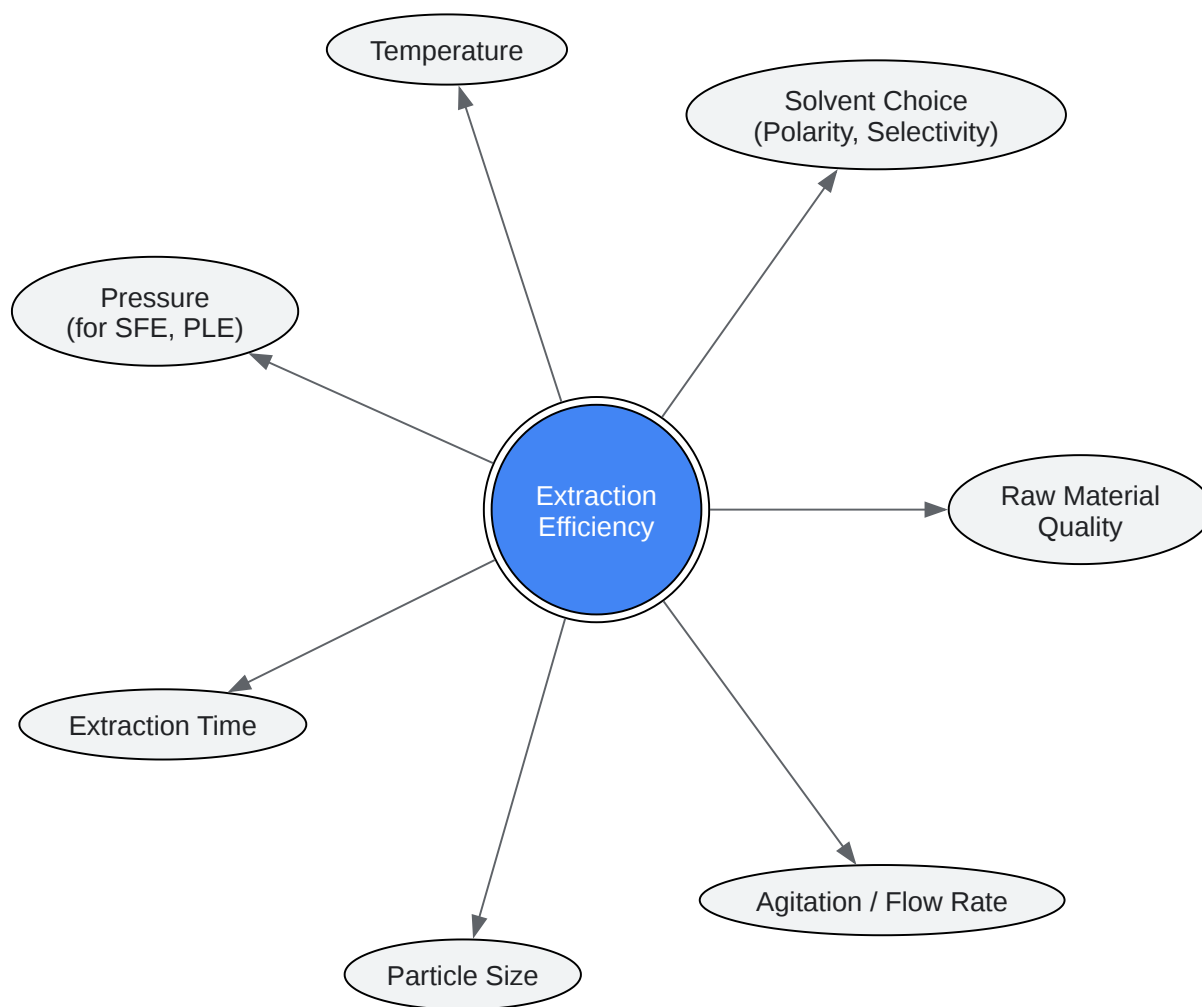 Temperature
Solvent Choice
(Polarity, Selectivity)
Pressure
(for SFE, PLE)
Extraction
Efficiency
Raw Material
Quality
Extraction Time
Agitation / Flow Rate
Particle Size